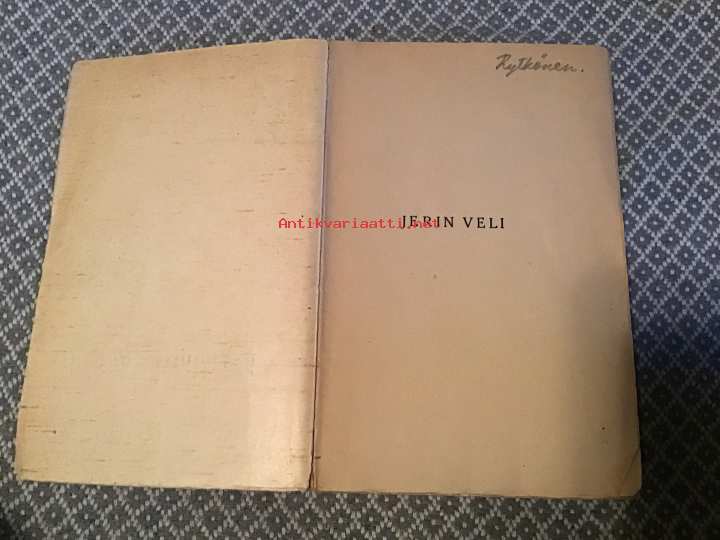 Rytkönen.
JERIN VELI
Antikvariaatti.net